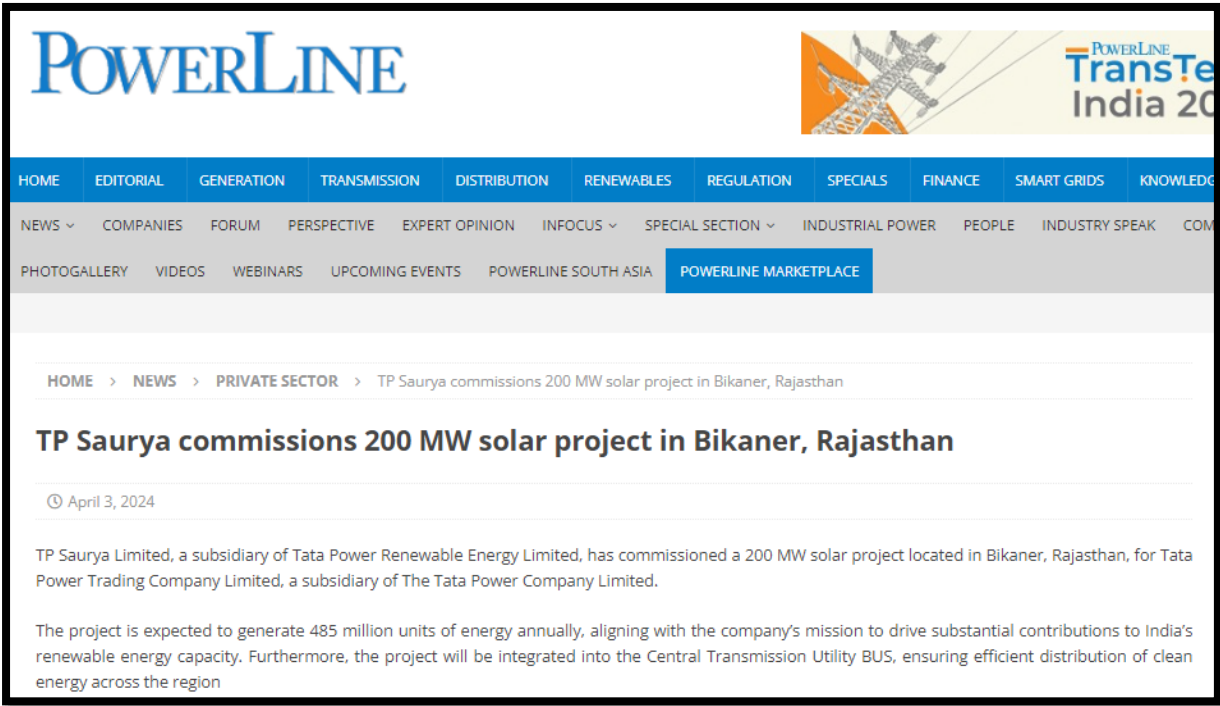 POWERLINE
POWERLINE
TransTe
India 20
HOME EDITORIAL GENERATION TRANSMISSION DISTRIBUTION RENEWABLES REGULATION SPECIALS FINANCE SMART GRIDS KNOWLEDG
NEWS COMPANIES FORUM PERSPECTIVE EXPERT OPINION INFOCUS SPECIAL SECTION INDUSTRIAL POWER PEOPLE INDUSTRY SPEAK COM
PHOTOGALLERY VIDEOS WEBINARS UPCOMING EVENTS POWERLINE SOUTH ASIA POWERLINE MARKETPLACE
HOME > NEWS > PRIVATE SECTOR > TP Saurya commissions 200 MW solar project in Bikaner, Rajasthan
TP Saurya commissions 200 MW solar project in Bikaner, Rajasthan
April 3, 2024
TP Saurya Limited, a subsidiary of Tata Power Renewable Energy Limited, has commissioned a 200 MW solar project located in Bikaner, Rajasthan, for Tata
Power Trading Company Limited, a subsidiary of The Tata Power Company Limited.
The project is expected to generate 485 million units of energy annually, aligning with the company's mission to drive substantial contributions to India's
renewable energy capacity. Furthermore, the project will be integrated into the Central Transmission Utility BUS, ensuring efficient distribution of clean
energy across the region